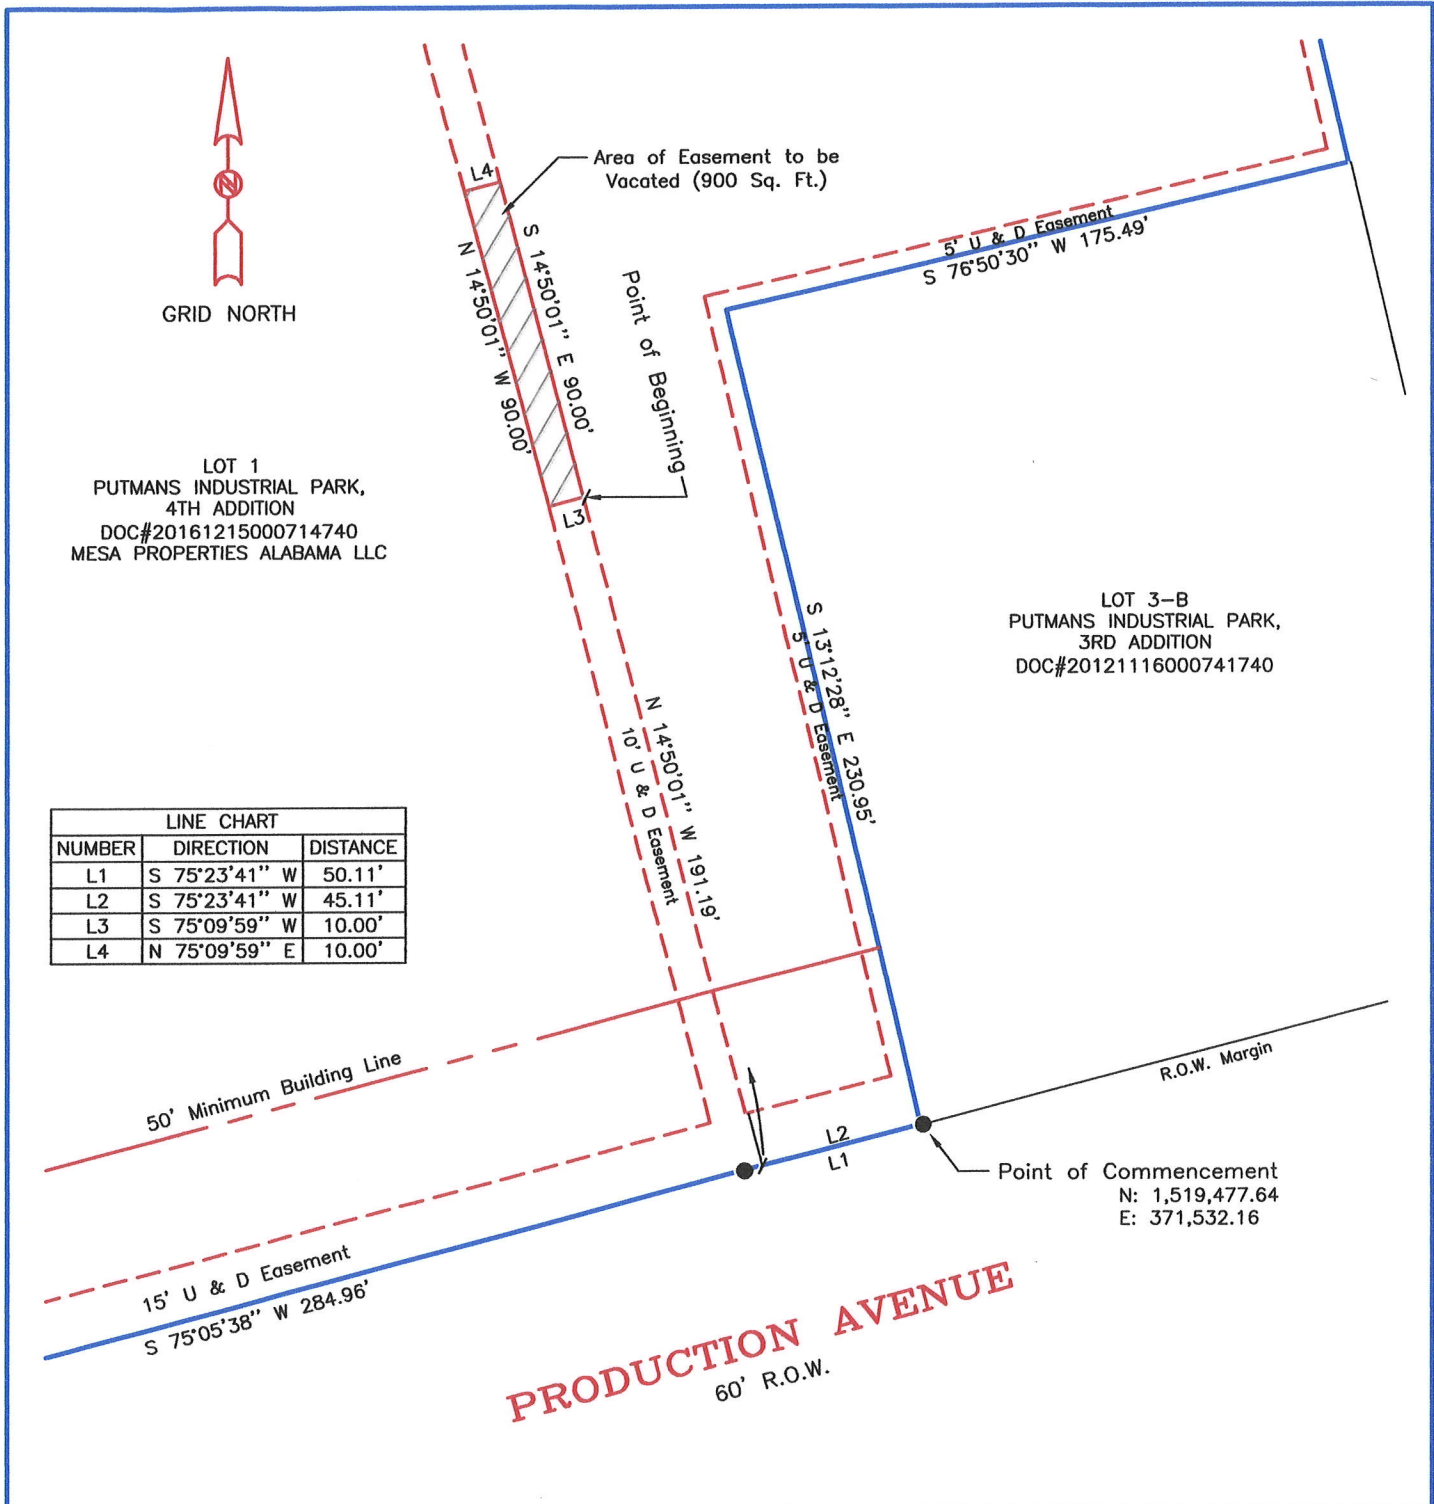 Area of Easement to be
Vacated (900 Sq. Ft.)
L4
N
GRID NORTH
5' U & D Easement
S 76°50'30" W 175.49'
N 14°50'01" W 90.00'
S 14°50'01" E 90.00'
Point of Beginning
L3
LOT 1
PUTMANS INDUSTRIAL PARK,
4TH ADDITION
DOC#20161215000714740
MESA PROPERTIES ALABAMA LLC
LOT 3-B
PUTMANS INDUSTRIAL PARK,
3RD ADDITION
DOC#20121116000741740
S 13°12'28" E 230.95'
5' U & D Easement
N 14°50'01" W 191.19'
10' U & D Easement
LINE CHART
NUMBER DIRECTION DISTANCE
L1 S 75°23'41" W 50.11'
L2 S 75°23'41" W 45.11'
L3 S 75°09'59" W 10.00'
L4 N 75°09'59" E 10.00'
50' Minimum Building Line
R.O.W. Margin
L2
L1
Point of Commencement
N: 1,519,477.64
E: 371,532.16
15' U & D Easement
S 75°05'38" W 284.96'
PRODUCTION AVENUE
60' R.O.W.